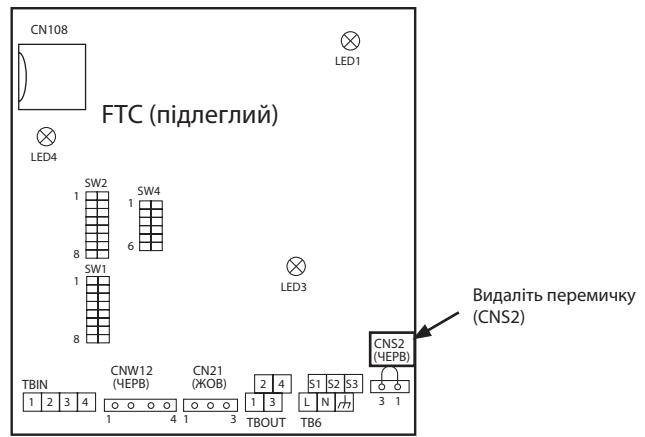 CN108
LED1
FTC (підлеглий)
LED4
SW2
1
8
SW4
1
6
SW1
1
8
LED3
Видаліть перемичку
(CNS2)
CNS2
(ЧЕРВ)
3 1
TBIN
1 2 3 4
CNW12
(ЧЕРВ)
1 4
CN21
(ЖОВ)
1 3
2 4
1 3
TBOUT
S1 S2 S3
L N
TB6